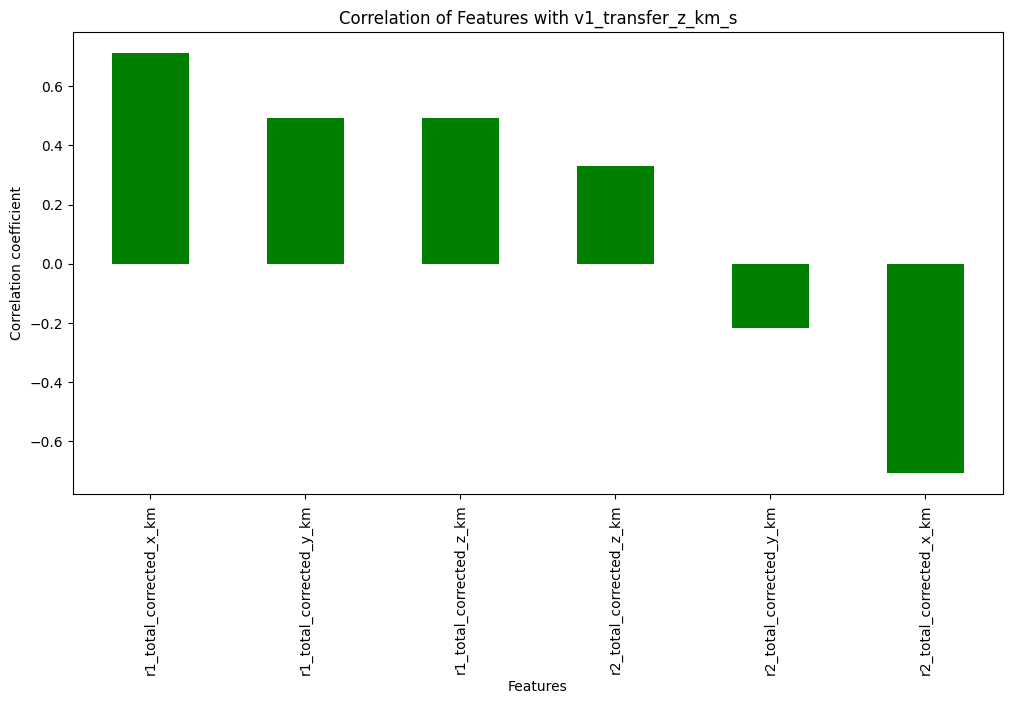 Correlation of Features with v1_transfer_z_km_s
Correlation coefficient
0.6
0.4
0.2
0.0
−0.2
−0.4
−0.6
r1_total_corrected_x_km
r1_total_corrected_y_km
r1_total_corrected_z_km
r2_total_corrected_z_km
r2_total_corrected_y_km
r2_total_corrected_x_km
Features